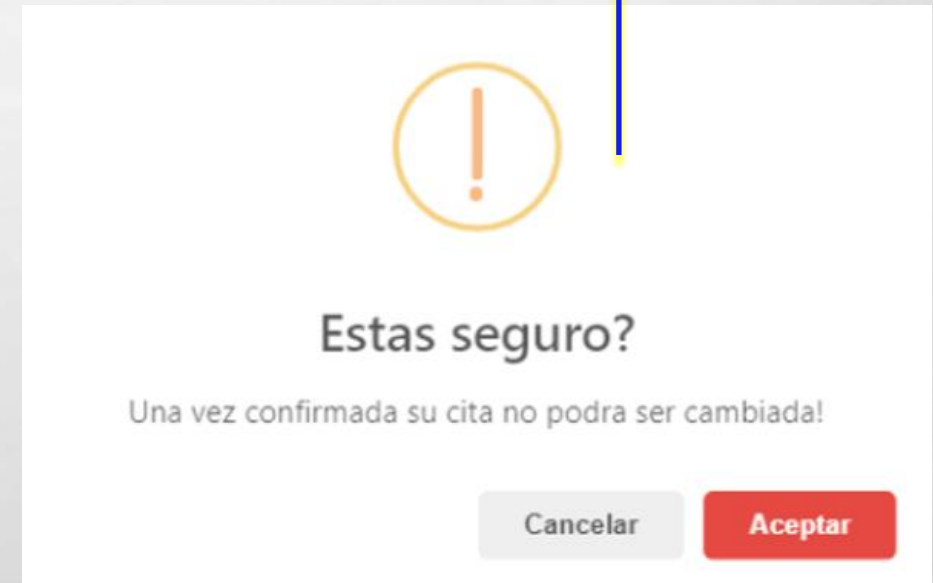 Estas seguro?
Una vez confirmada su cita no podra ser cambiada!
Cancelar Aceptar